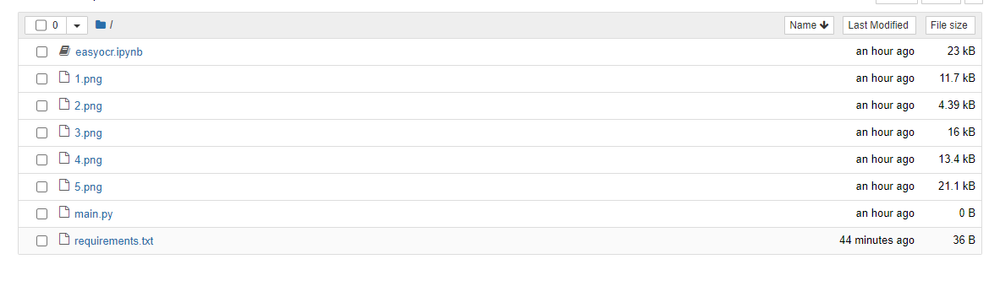 0 / Name Last Modified File size
easyocr.ipynb an hour ago 23 kB
1.png an hour ago 11.7 kB
2.png an hour ago 4.39 kB
3.png an hour ago 16 kB
4.png an hour ago 13.4 kB
5.png an hour ago 21.1 kB
main.py an hour ago 0 B
requirements.txt 44 minutes ago 36 B